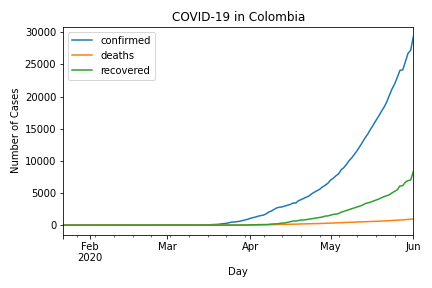 COVID-19 in Colombia
confirmed
deaths
recovered
Number of Cases
30000
25000
20000
15000
10000
5000
0
Feb
2020
Mar
Apr
May
Jun
Day